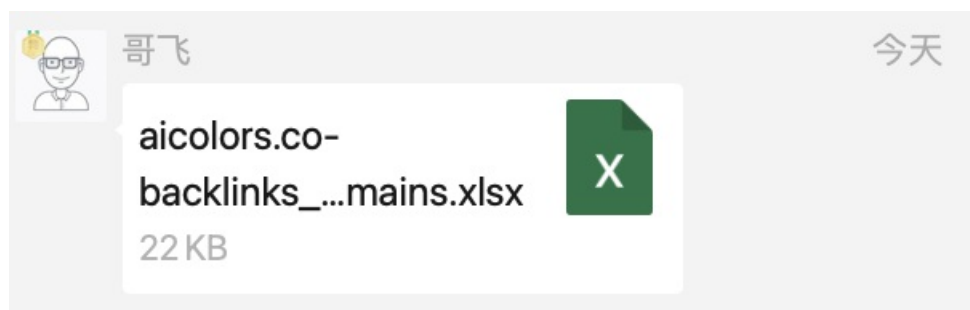 哥飞
今天
aicolors.co-
backlinks_...mains.xlsx
X
22 KB